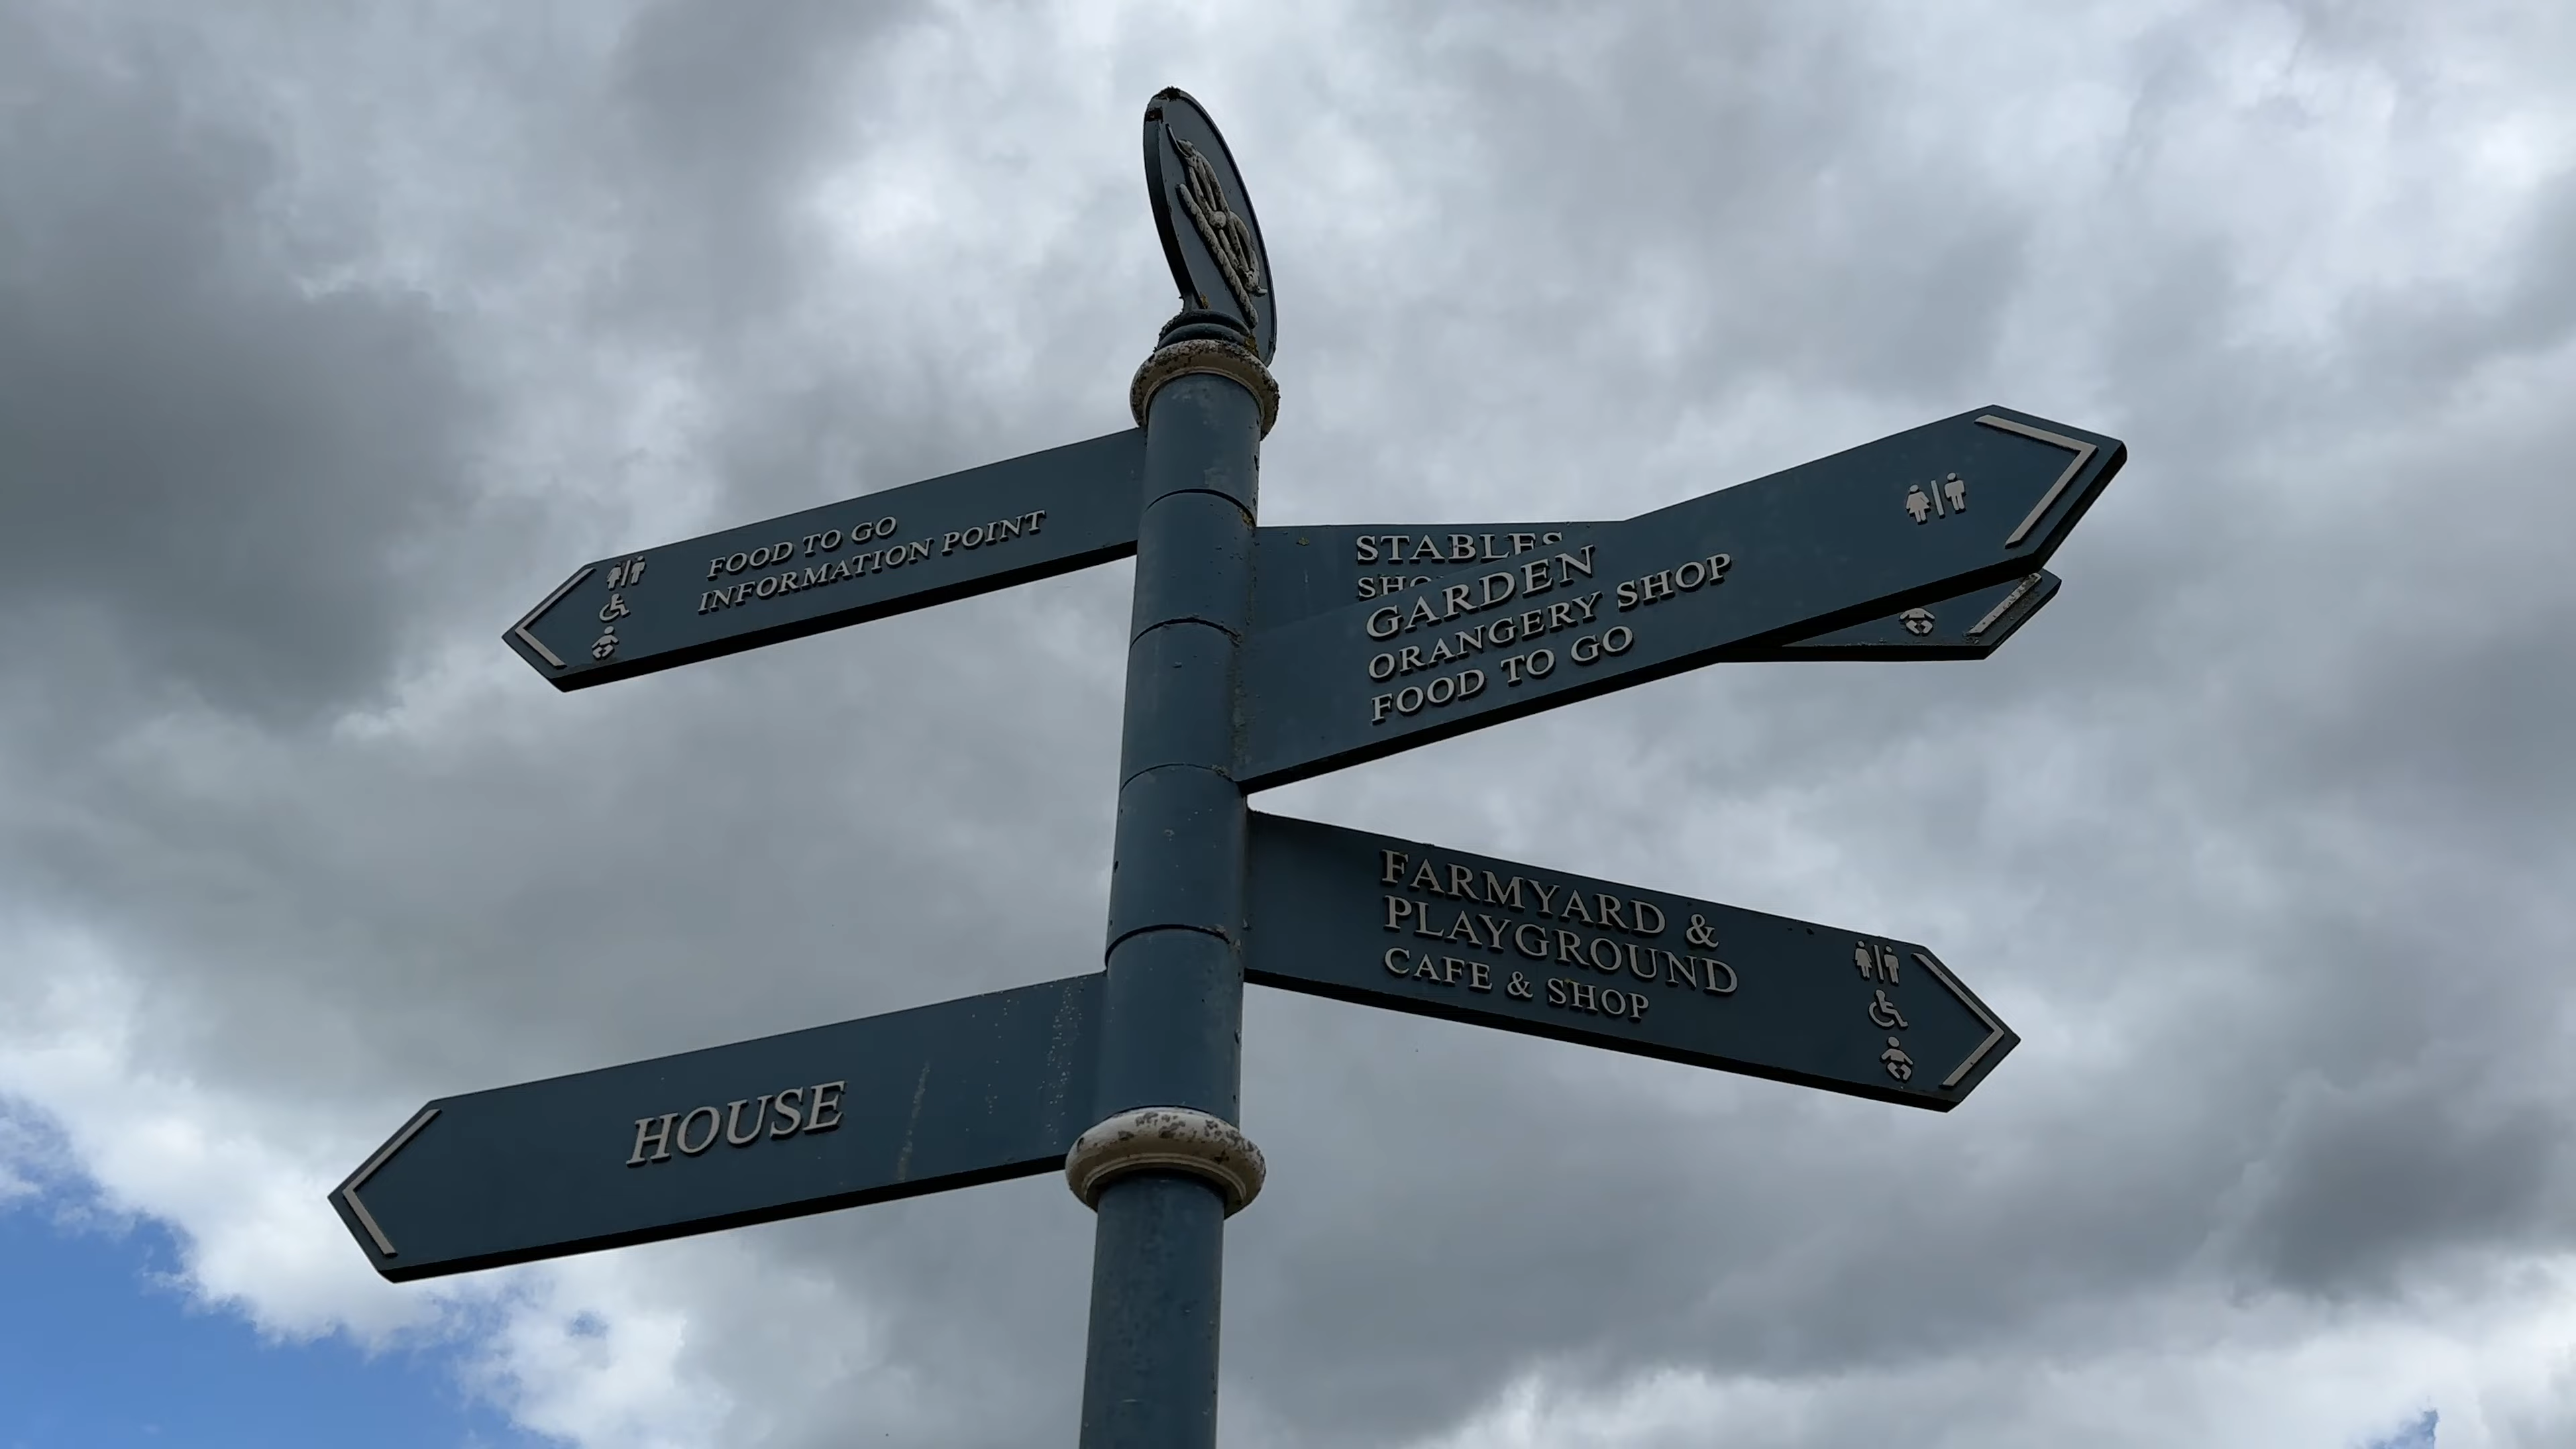 FOOD TO GO
INFORMATION POINT
STABLES
GARDEN
ORANGERY SHOP
FOOD TO GO
FARMYARD &
PLAYGROUND
CAFE & SHOP
HOUSE